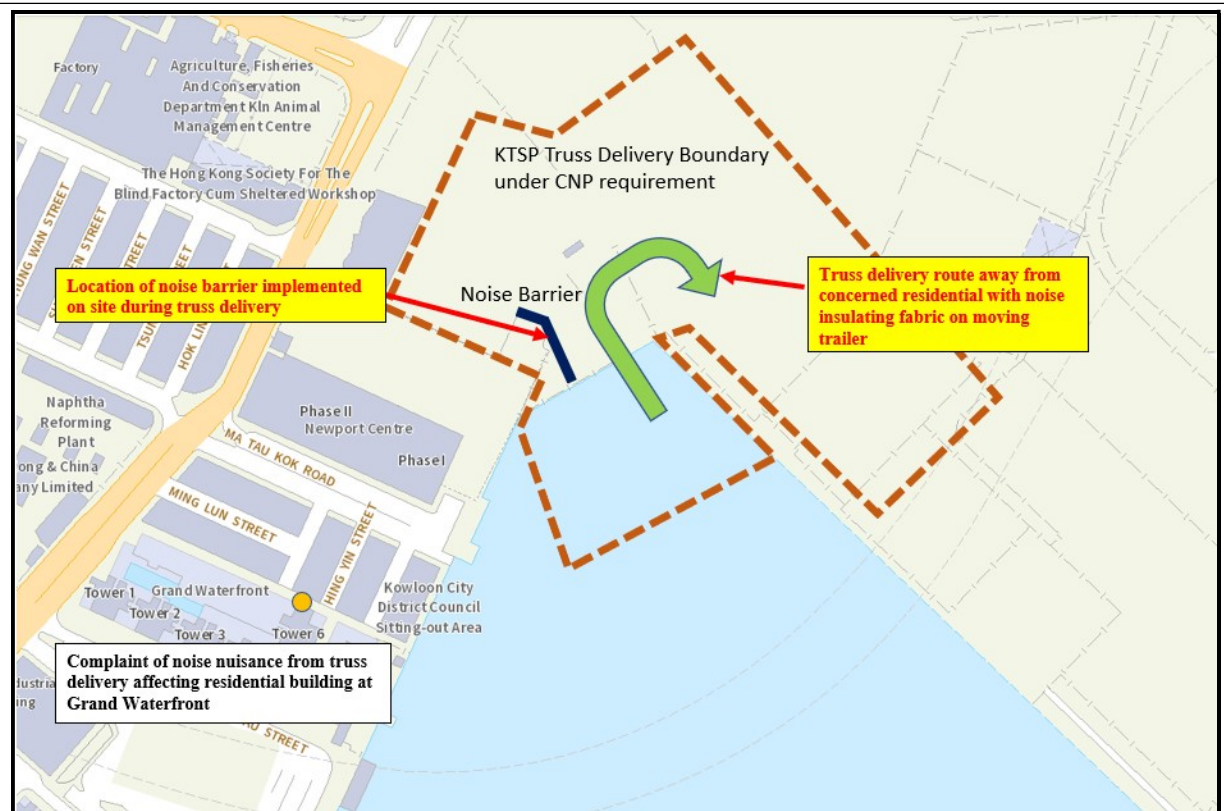 Factory
Agriculture, Fisheries
And Conservation
Department Kln Animal
Management Centre
The Hong Kong Society For The
Blind Factory Cum Sheltered Workshop
KTSP Truss Delivery Boundary
under CNP requirement
Location of noise barrier implemented
on site during truss delivery
Noise Barrier
Truss delivery route away from
concerned residential with noise
insulating fabric on moving
trailer
STREET
STREET
HOK LIN
Naphtha
Reforming
Plant
Phase II
Newport Centre
Phase I
MA TAU KOK ROAD
MING LUN STREET
HING YIN STREET
Grand Waterfront
Tower 1
Tower 2
Tower 3
Tower 6
Kowloon City
District Council
Sitting-out Area
Complaint of noise nuisance from truss
delivery affecting residential building at
Grand Waterfront
STREET